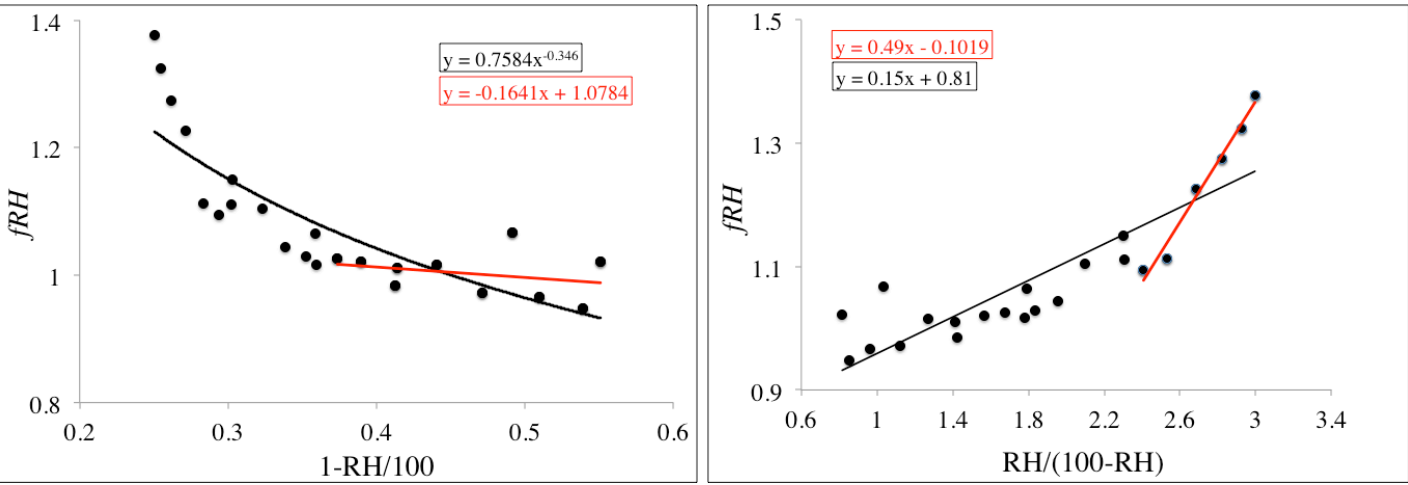 1.4
1.2
1
0.8
fRH
y = 0.7584x^-0.346
y = -0.1641x + 1.0784
0.2 0.3 0.4 0.5 0.6
1-RH/100
1.5
1.3
1.1
0.9
fRH
y = 0.49x - 0.1019
y = 0.15x + 0.81
0.6 1 1.4 1.8 2.2 2.6 3 3.4
RH/(100-RH)